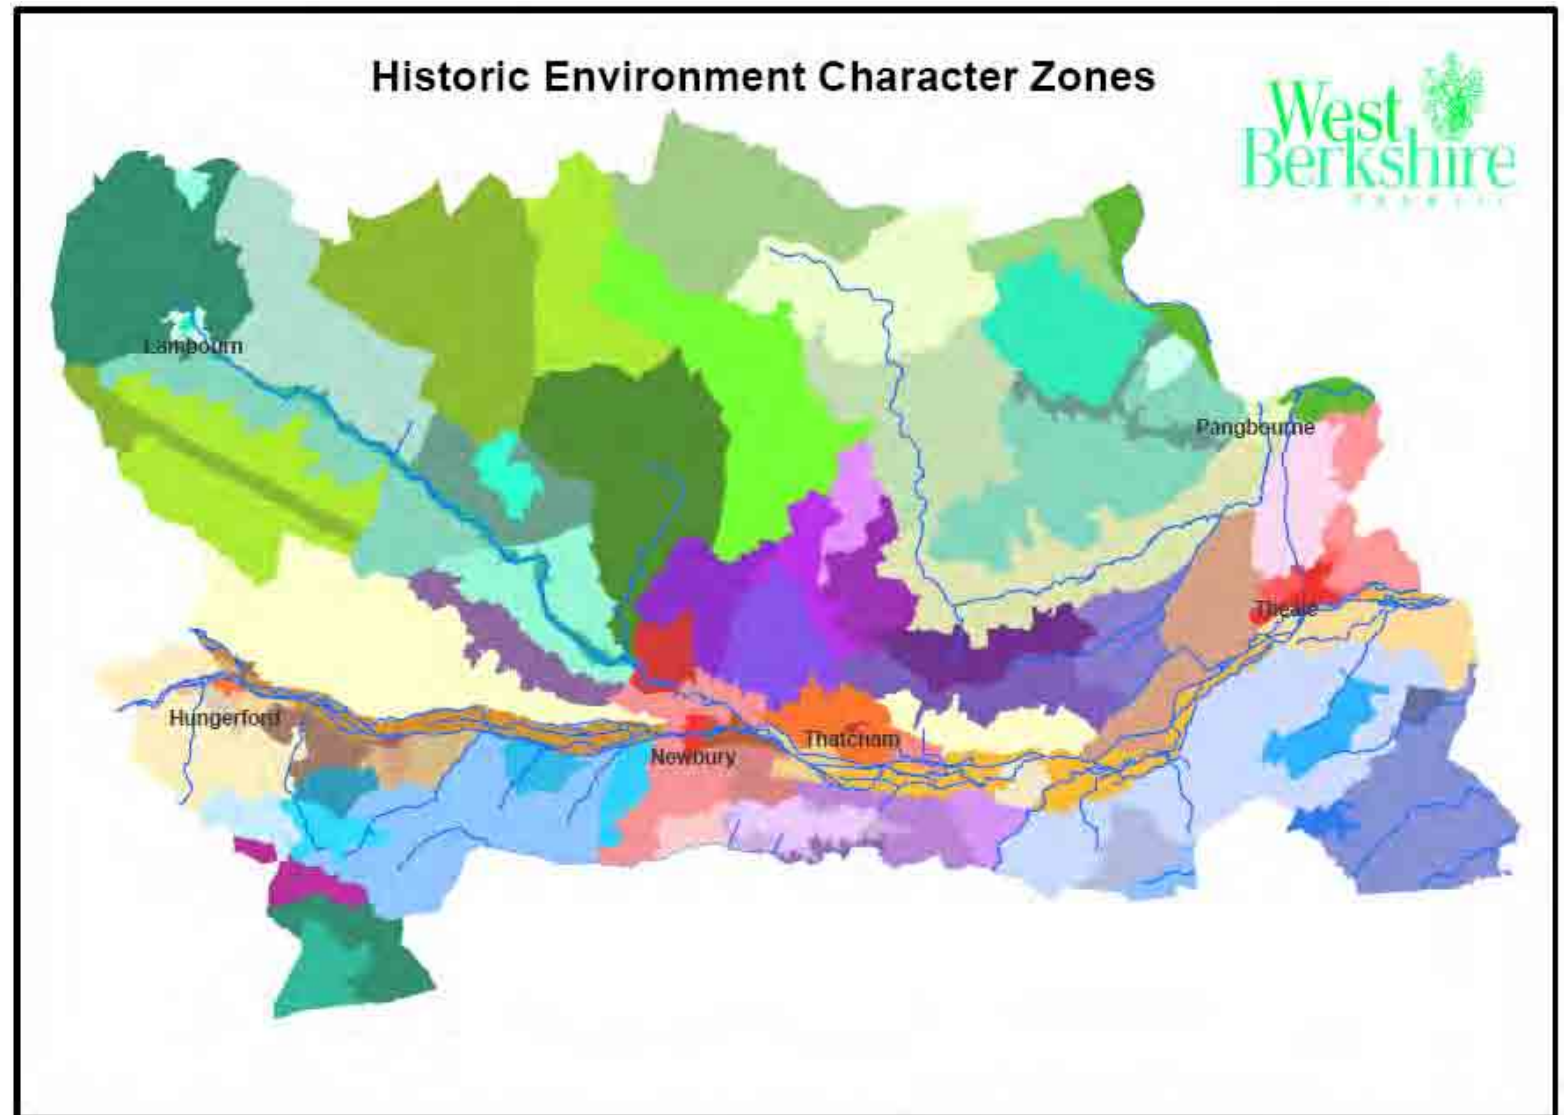 Historic Environment Character Zones
West
Berkshire
Lambourn
Pangbourne
Theale
Hungerford
Thatcham
Newbury